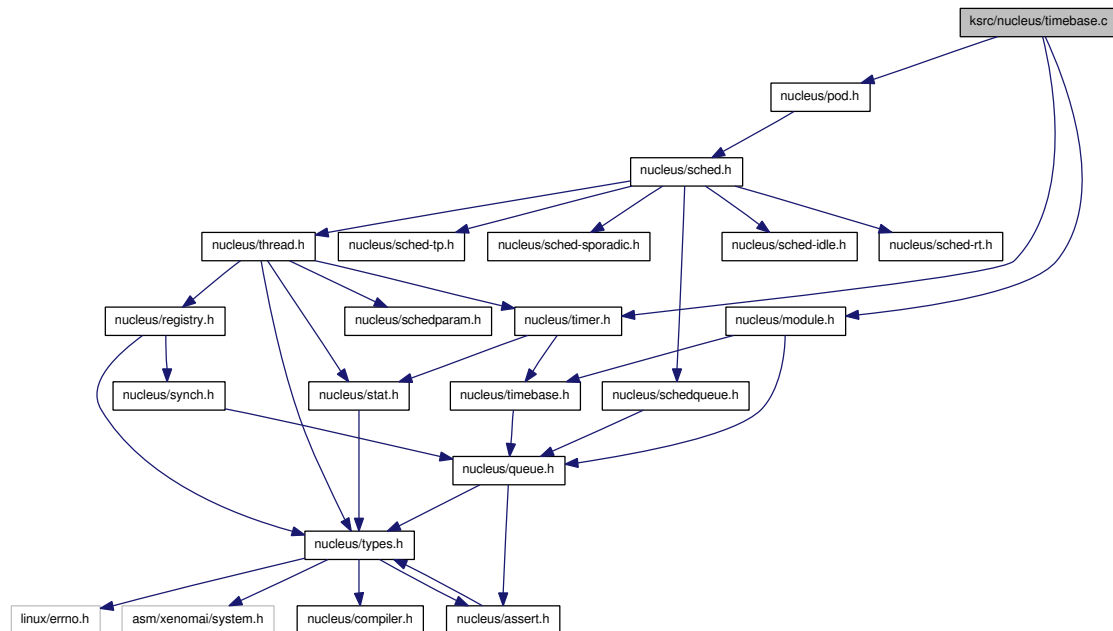 ksrc/nucleus/timebase.c
nucleus/pod.h
nucleus/sched.h
nucleus/thread.h
nucleus/sched-tp.h
nucleus/sched-sporadic.h
nucleus/sched-idle.h
nucleus/sched-rt.h
nucleus/registry.h
nucleus/schedparam.h
nucleus/timer.h
nucleus/module.h
nucleus/synch.h
nucleus/stat.h
nucleus/timebase.h
nucleus/schedqueue.h
nucleus/queue.h
nucleus/types.h
linux/errno.h
asm/xenomai/system.h
nucleus/compiler.h
nucleus/assert.h